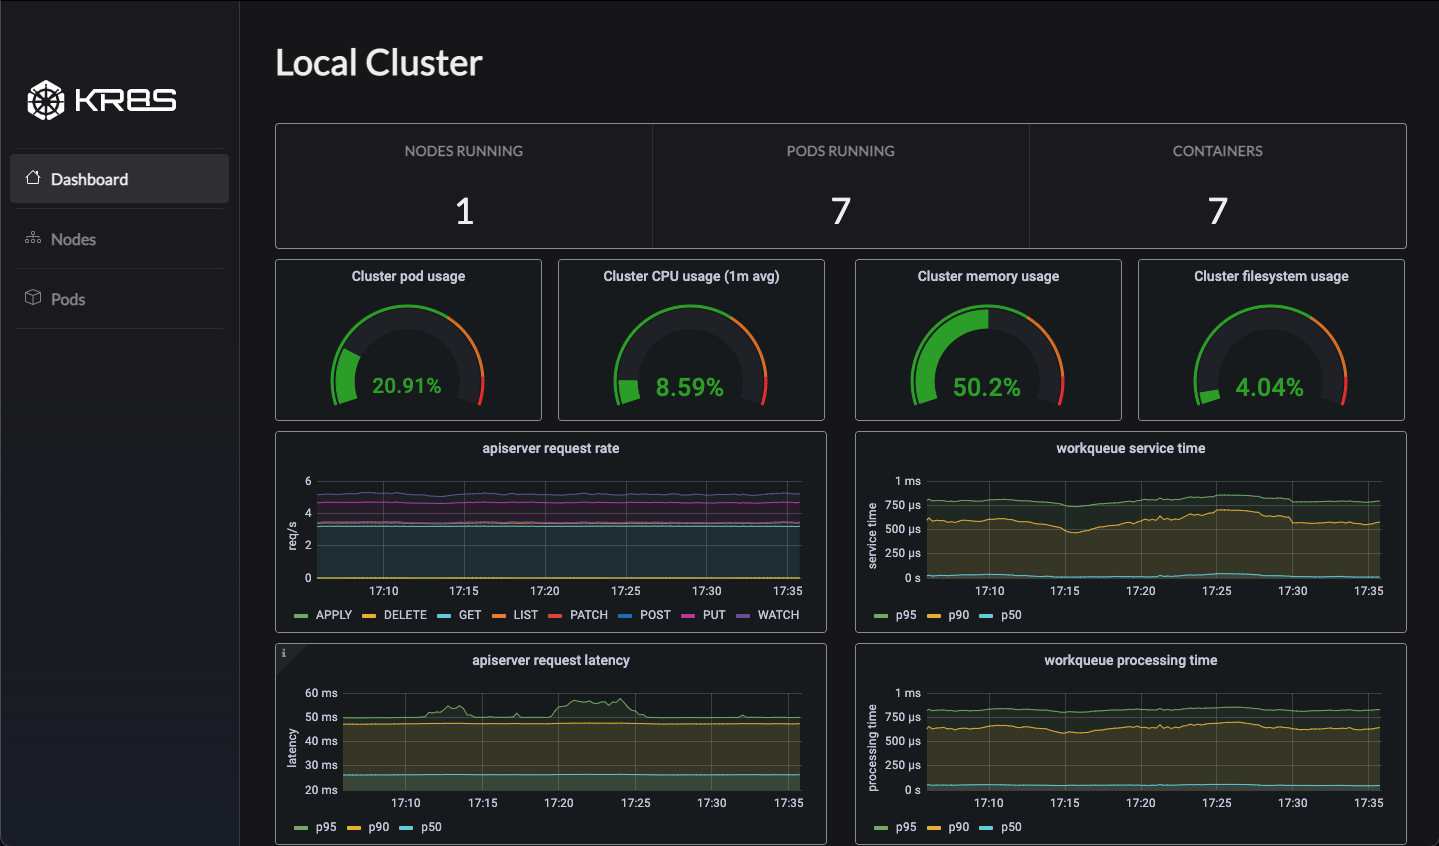 KR8S
Dashboard
Nodes
Pods
Local Cluster
NODES RUNNING
1
PODS RUNNING
7
CONTAINERS
7
Cluster pod usage
20.91%
Cluster CPU usage (1m avg)
8.59%
Cluster memory usage
50.2%
Cluster filesystem usage
4.04%
apiserver request rate
req/s
6
4
2
0
17:10 17:15 17:20 17:25 17:30 17:35
APPLY DELETE GET LIST PATCH POST PUT WATCH
workqueue service time
service time
1 ms
750 µs
500 µs
250 µs
0 s
17:10 17:15 17:20 17:25 17:30 17:35
p95 p90 p50
i
apiserver request latency
latency
60 ms
50 ms
40 ms
30 ms
20 ms
17:10 17:15 17:20 17:25 17:30 17:35
p95 p90 p50
workqueue processing time
processing time
1 ms
750 µs
500 µs
250 µs
0 s
17:10 17:15 17:20 17:25 17:30 17:35
p95 p90 p50